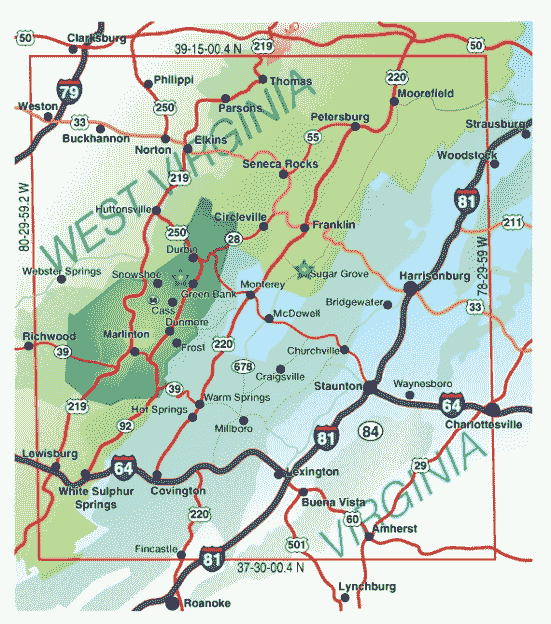 50
Clarksburg
39-15-00.4 N
219
50
79
Philippi
Thomas
220
Moorefield
Weston
250
Parsons
33
Buckhannon
Petersburg
Strausburg
Norton
Elkins
55
Woodstock
WEST VIRGINIA
Seneca Rocks
219
81
Huttonsville
Circleville
Franklin
211
80-29-59.2 W
250
28
78-29-59 W
Durbin
Webster Springs
Snowshoe
Sugar Grove
Harrisonburg
Green Bank
Monterey
Cass
Bridgewater
33
Dunmore
McDowell
Richwood
Marlinton
Frost
220
39
Churchville
678
Craigsville
39
Staunton
Waynesboro
64
219
Warm Springs
Hot Springs
92
Millboro
84
Charlottesville
81
Lewisburg
64
29
White Sulphur
Springs
Covington
Lexington
Buena Vista
VIRGINIA
220
60
Amherst
501
Fincastle
81
37-30-00.4 N
Lynchburg
Roanoke